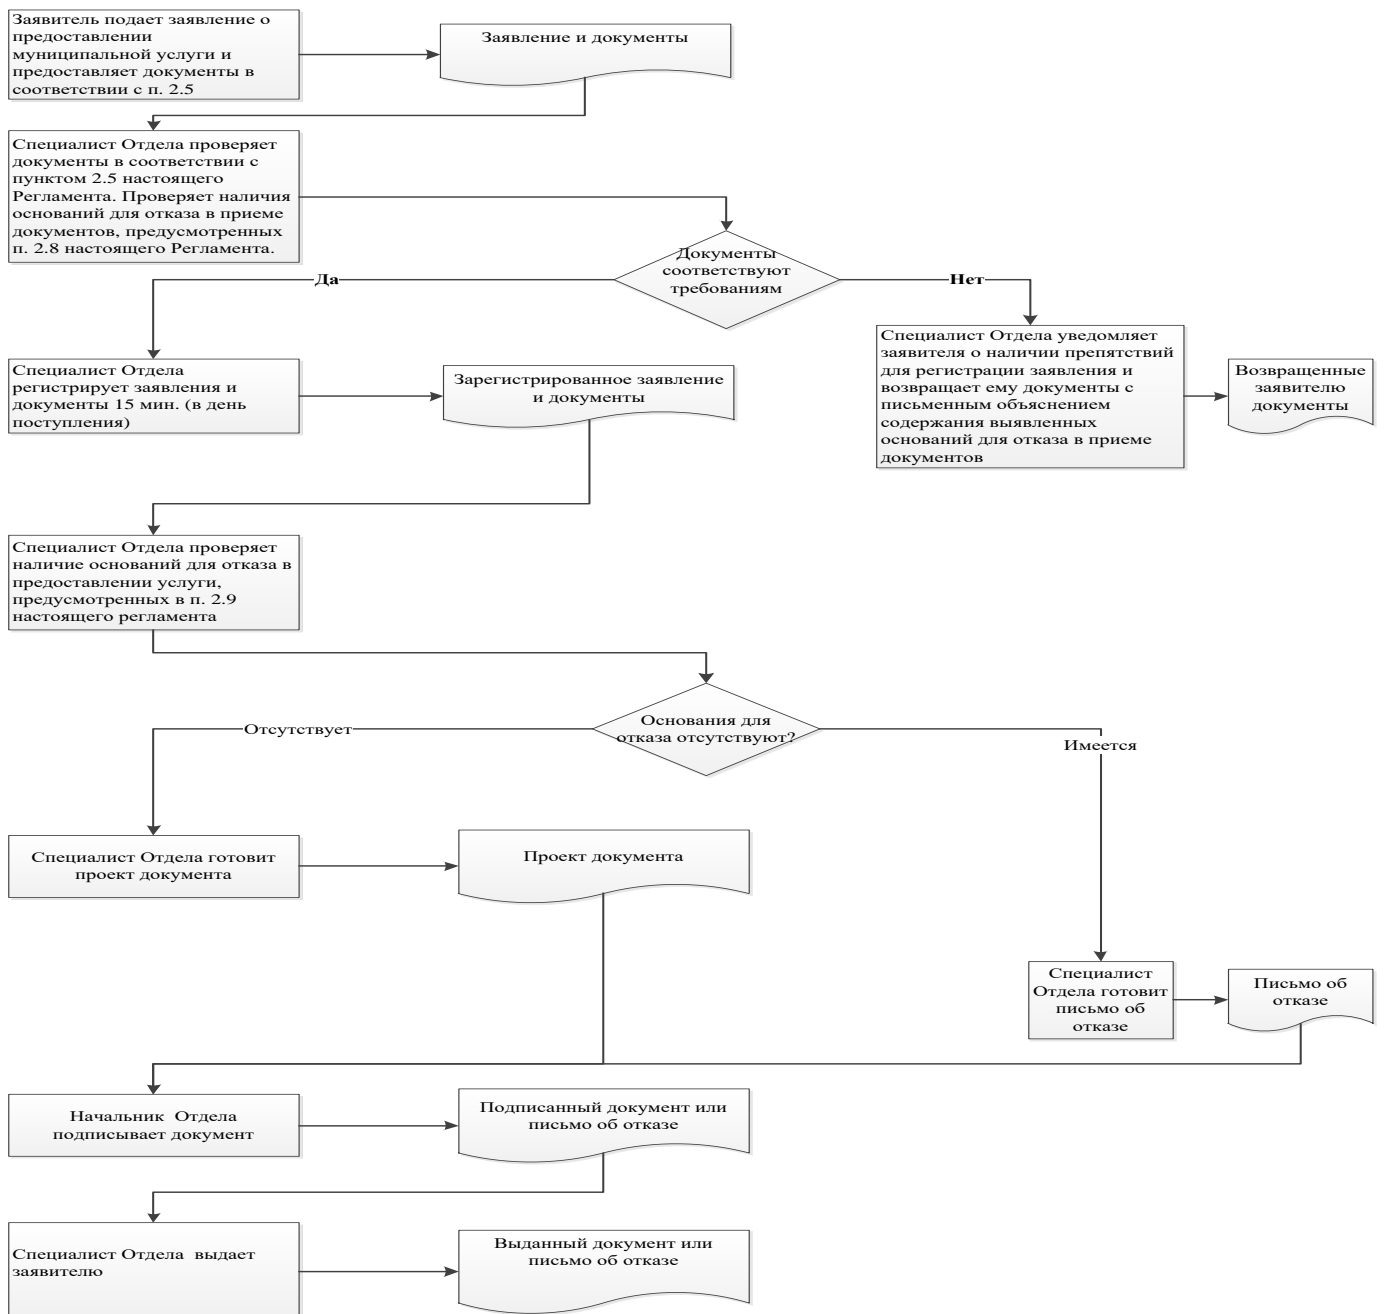 Заявитель подает заявление о
предоставлении
муниципальной услуги и
предоставляет документы в
соответствии с п. 2.5
Заявление и документы
Специалист Отдела проверяет
документы в соответствии с
пунктом 2.5 настоящего
Регламента. Проверяет наличия
оснований для отказа в приеме
документов, предусмотренных
п. 2.8 настоящего Регламента.
Документы
соответствуют
требованиям
Да
Нет
Специалист Отдела
регистрирует заявления и
документы 15 мин. (в день
поступления)
Зарегистрированное заявление
и документы
Специалист Отдела уведомляет
заявителя о наличии препятствий
для регистрации заявления и
возвращает ему документы с
письменным объяснением
содержания выявленных
оснований для отказа в приеме
документов
Возвращенные
заявителю
документы
Специалист Отдела проверяет
наличие оснований для отказа в
предоставлении услуги,
предусмотренных в п. 2.9
настоящего регламента
Основания для
отказа отсутствуют?
Отсутствует
Имеется
Специалист Отдела готовит
проект документа
Проект документа
Специалист
Отдела готовит
письмо об
отказе
Письмо об
отказе
Начальник  Отдела
подписывает документ
Подписанный документ или
письмо об отказе
Специалист Отдела  выдает
заявителю
Выданный документ или
письмо об отказе